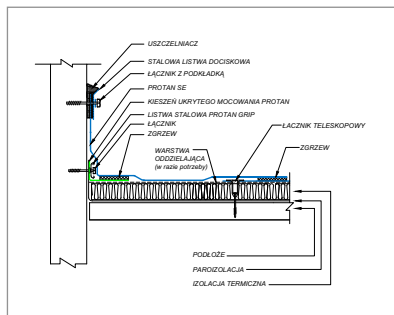 USZCZELNIACZ
STALOWA LISTWA DOCISKOWA
ŁĄCZNIK Z PODKŁADKĄ
PROTAN SE
KIESZEŃ UKRYTEGO MOCOWANIA PROTAN
LISTWA STALOWA PROTAN GRIP
ŁĄCZNIK
ZGRZEW
WARSTWA
ODDZIELAJĄCA
(w razie potrzeby)
ŁACZNIK TELESKOPOWY
ZGRZEW
PODŁOŻE
PAROIZOLACJA
IZOLACJA TERMICZNA